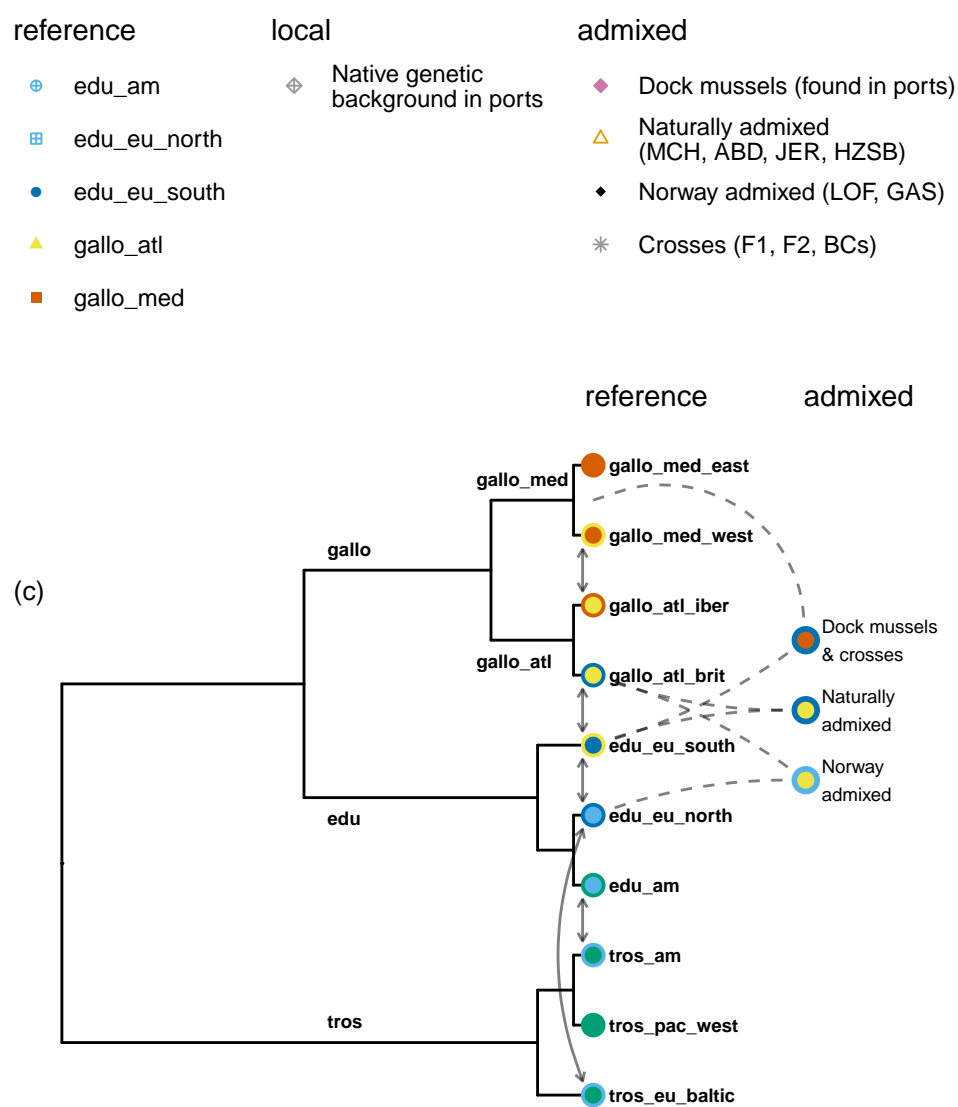 reference
local
admixed
edu_am
edu_eu_north
edu_eu_south
gallo_atl
gallo_med
Native genetic
background in ports
Dock mussels (found in ports)
Naturally admixed
(MCH, ABD, JER, HZSB)
Norway admixed (LOF, GAS)
Crosses (F1, F2, BCs)
reference
admixed
(c)
gallo_med
gallo
gallo_atl
edu
tros
gallo_med_east
gallo_med_west
gallo_atl_iber
gallo_atl_brit
edu_eu_south
edu_eu_north
edu_am
tros_am
tros_pac_west
tros_eu_baltic
Dock mussels
& crosses
Naturally
admixed
Norway
admixed